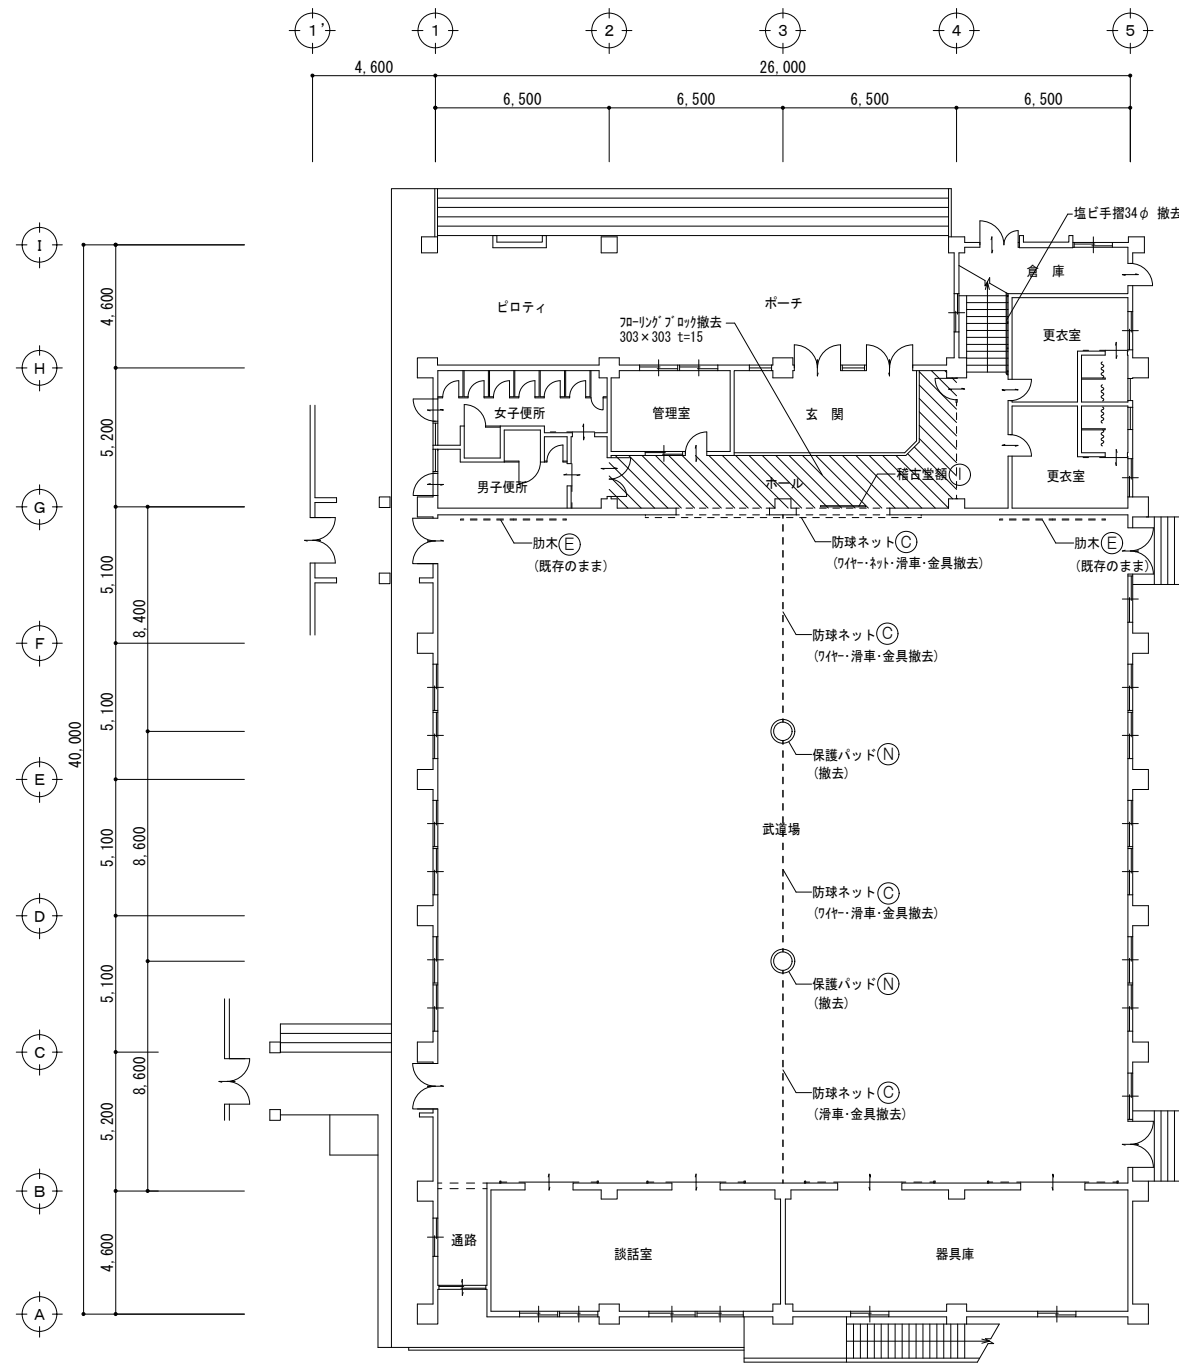 1' 1 2 3 4 5
4,600 26,000
6,500 6,500 6,500 6,500
塩ビ手摺34φ 撤去
I
倉 庫
4,600
ピロティ ポーチ
フローリングブロック撤去
303×303 t=15
更衣室
H
女子便所 管理室 玄 関
5,200
稽古堂額 I
男子便所 ホール 更衣室
G
肋木 E
(既存のまま)
防球ネット C
(ワイヤー・ネット・滑車・金具撤去)
肋木 E
(既存のまま)
5,100
8,400
防球ネット C
(ワイヤー・滑車・金具撤去)
F
5,100
40,000
保護パッド N
(撤去)
E
5,100
8,600
武道場
防球ネット C
(ワイヤー・滑車・金具撤去)
D
5,100
保護パッド N
(撤去)
C
8,600
防球ネット C
(滑車・金具撤去)
5,200
B
4,600
通路 談話室 器具庫
A